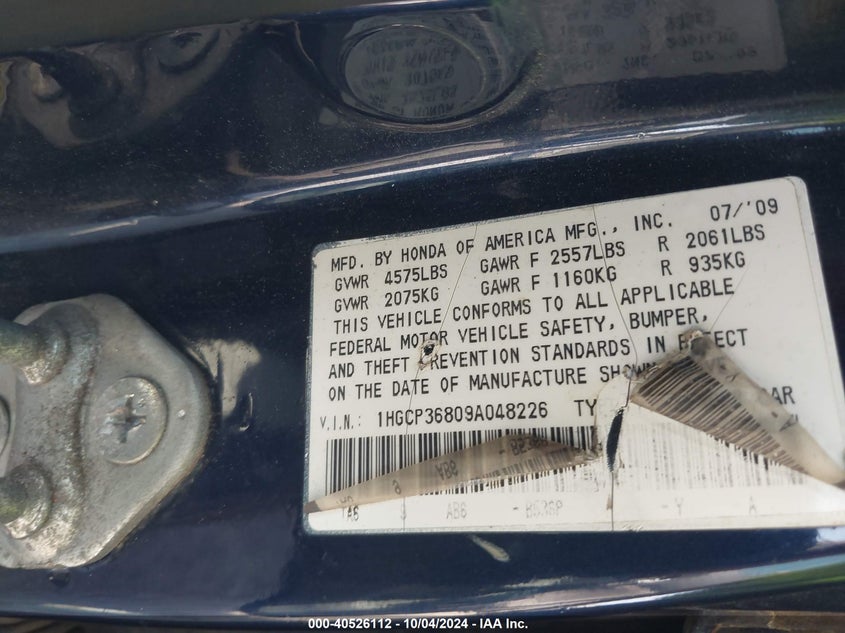 MFD. BY HONDA OF AMERICA MFG., INC. 07/'09
GVWR 4575LBS GAWR F 2557LBS R 2061LBS
GVWR 2075KG GAWR F 1160KG R 935KG
THIS VEHICLE CONFORMS TO ALL APPLICABLE
FEDERAL MOTOR VEHICLE SAFETY, BUMPER,
AND THEFT PREVENTION STANDARDS IN EFFECT
ON THE DATE OF MANUFACTURE SHOWN
V.I.N.: 1HGCP36809A048226 TY
AB6 - B536P - Y A
000-40526112 - 10/04/2024 - IAA Inc.